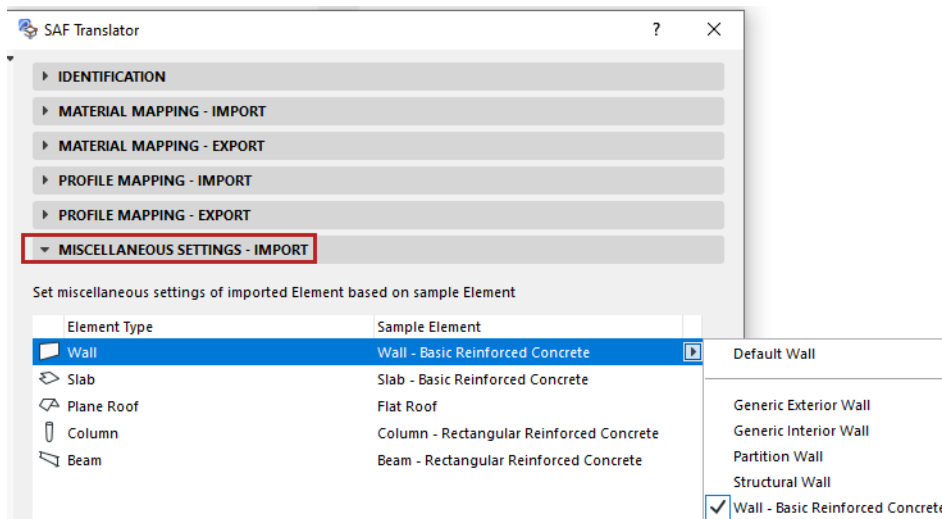 SAF Translator ?
IDENTIFICATION
MATERIAL MAPPING - IMPORT
MATERIAL MAPPING - EXPORT
PROFILE MAPPING - IMPORT
PROFILE MAPPING - EXPORT
MISCELLANEOUS SETTINGS - IMPORT
Set miscellaneous settings of imported Element based on sample Element
Element Type Sample Element
Wall Wall - Basic Reinforced Concrete
Slab Slab - Basic Reinforced Concrete
Plane Roof Flat Roof
Column Column - Rectangular Reinforced Concrete
Beam Beam - Rectangular Reinforced Concrete
Default Wall
Generic Exterior Wall
Generic Interior Wall
Partition Wall
Structural Wall
Wall - Basic Reinforced Concrete